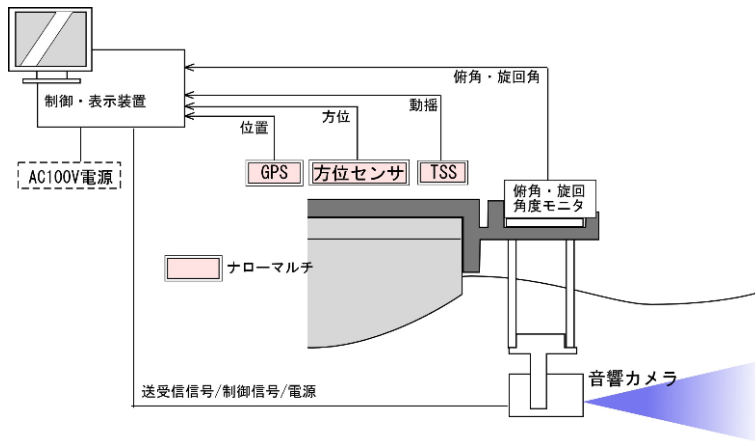 俯角・旋回角
制御・表示装置
動揺
方位
位置
AC100V電源
GPS
方位センサ
TSS
俯角・旋回
角度モニタ
ナローマルチ
音響カメラ
送受信信号/制御信号/電源